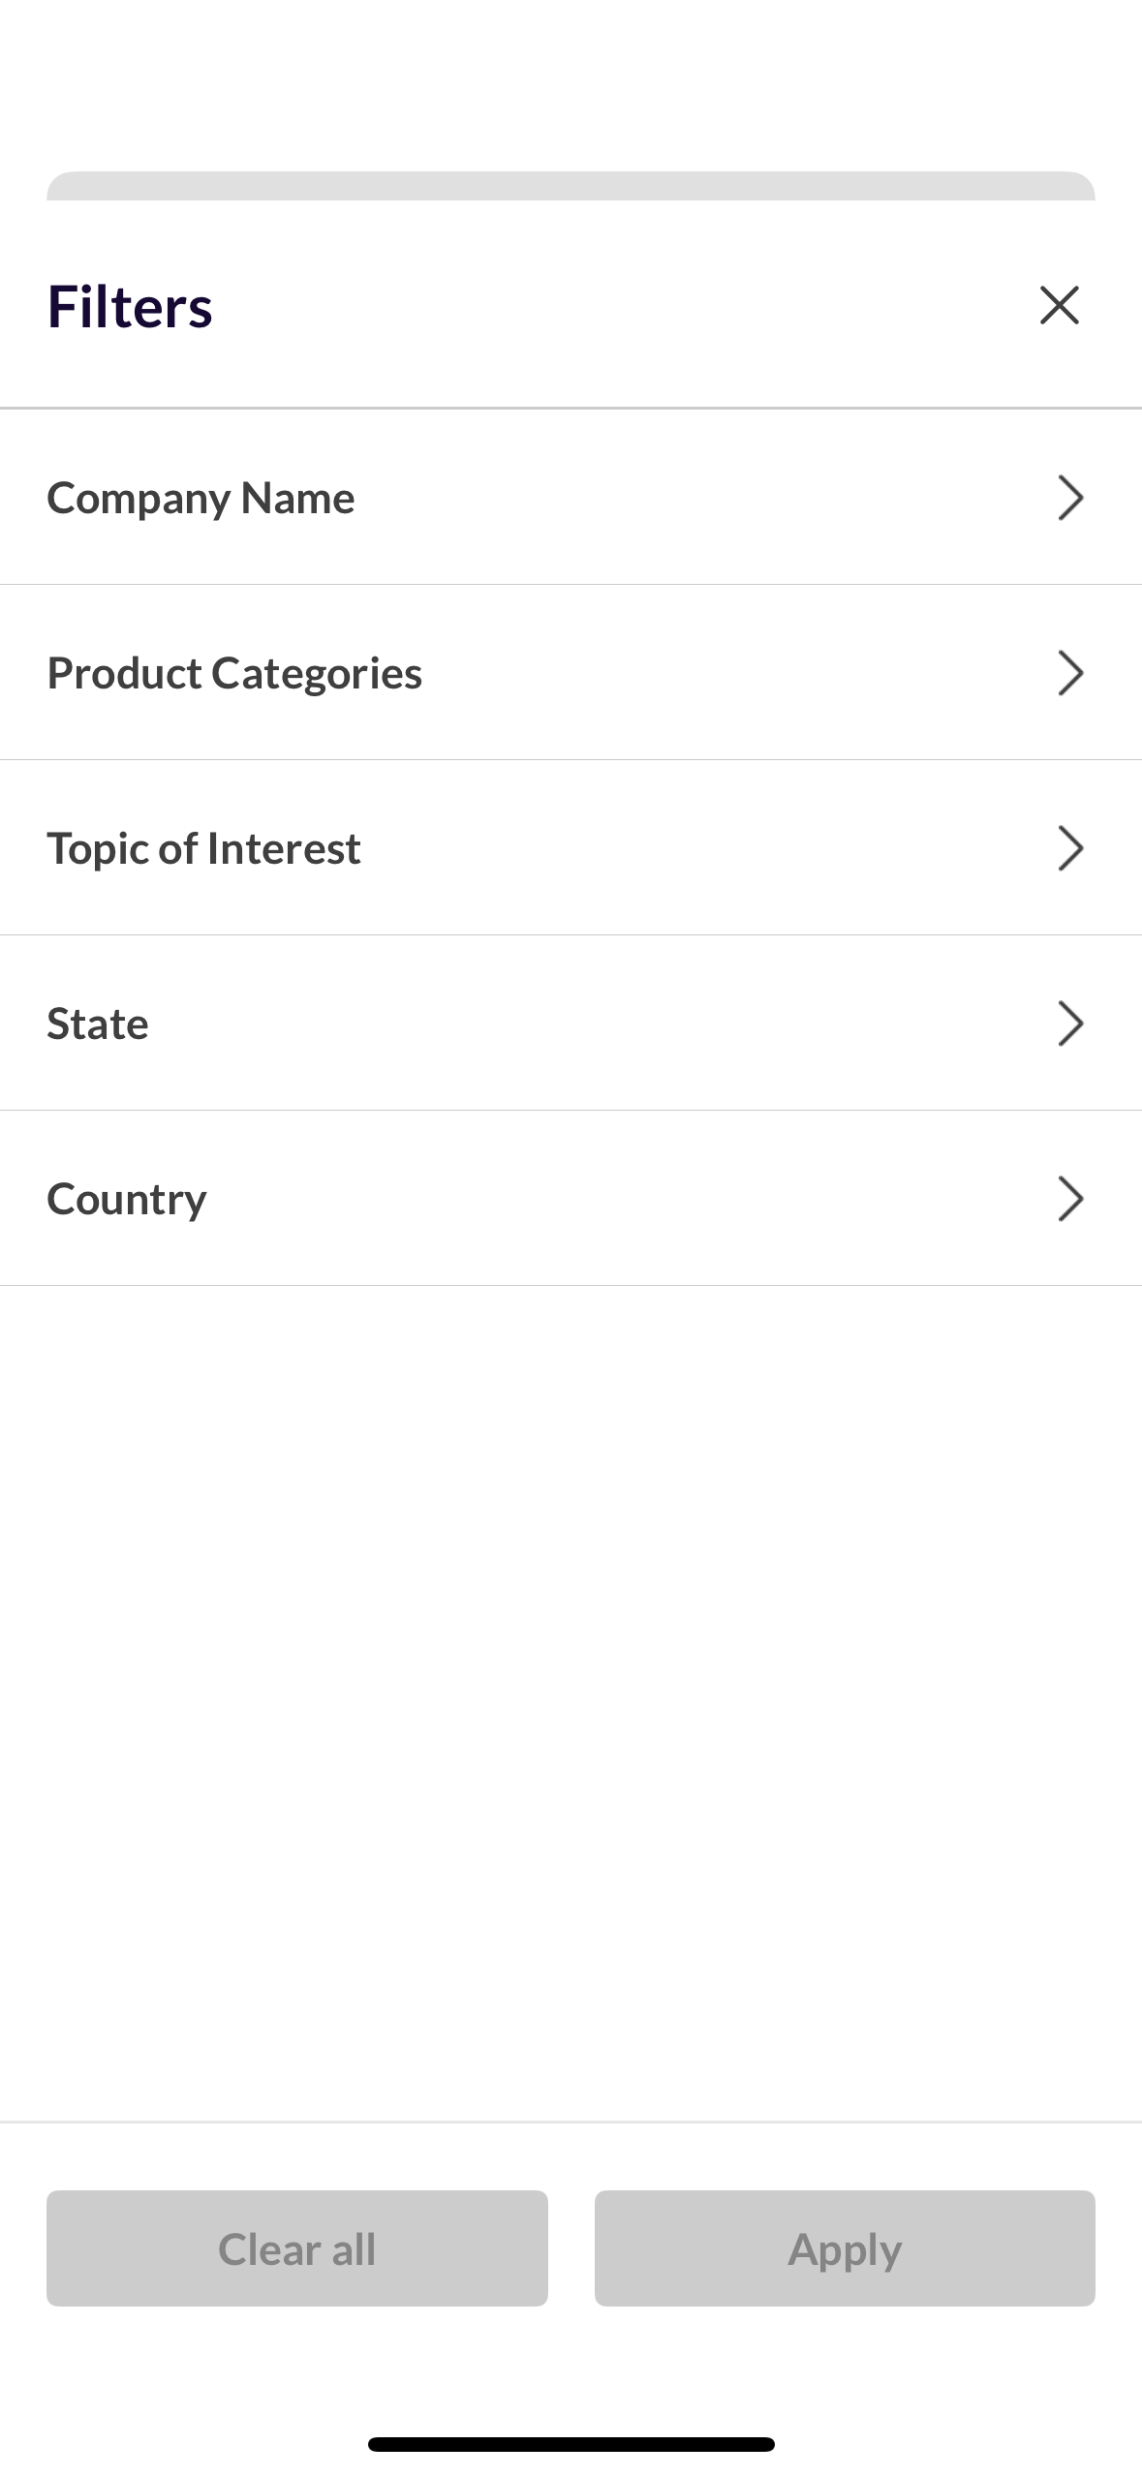 Filters
Company Name
Product Categories
Topic of Interest
State
Country
Clear all
Apply